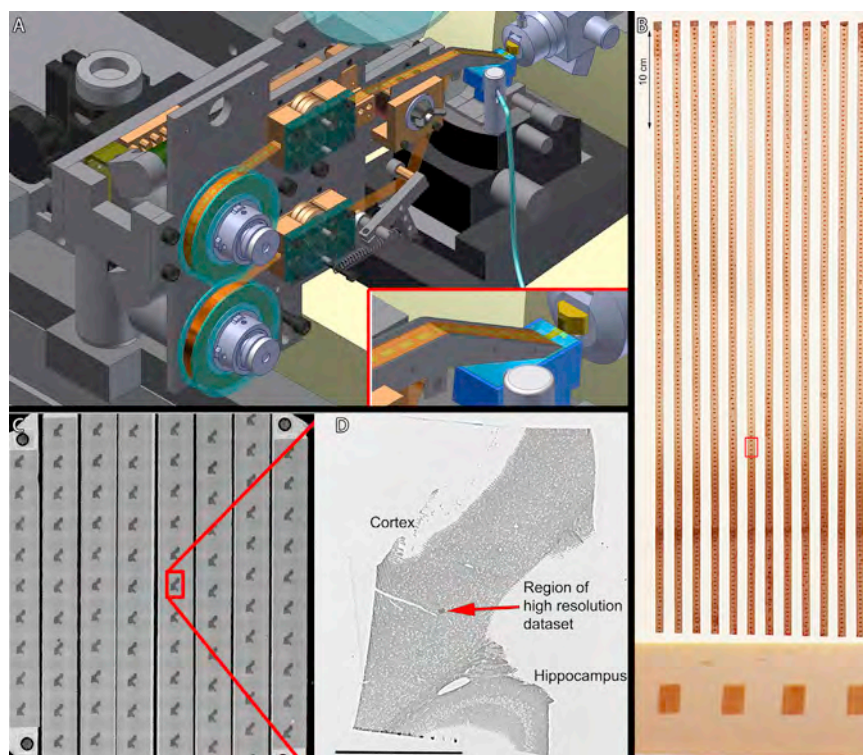 A
B
10 cm
C
D
Cortex
Region of
high resolution
dataset
Hippocampus